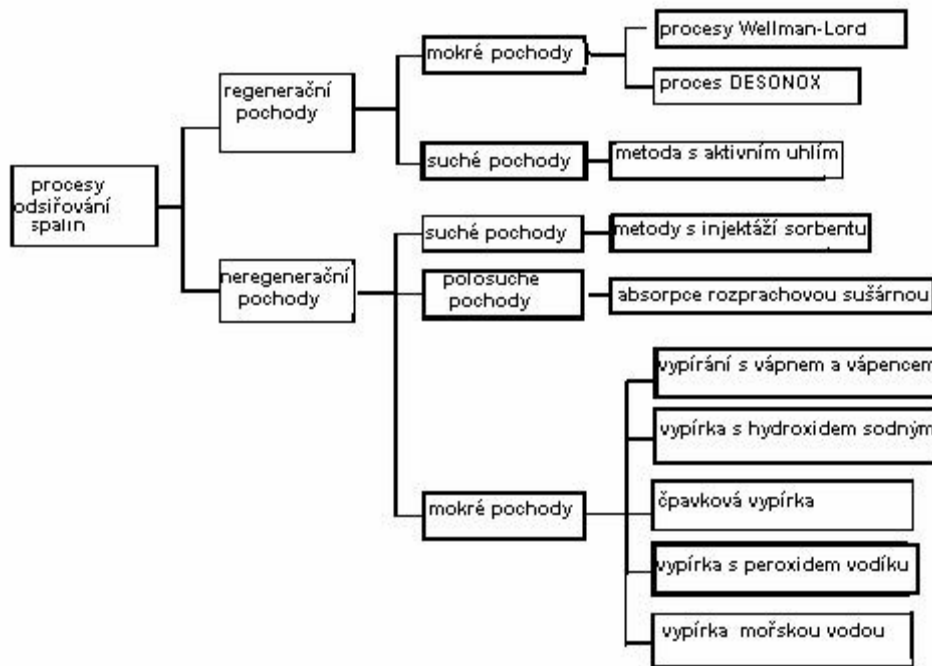 procesy
odsiřování
spalin
regenerační
pochody
neregenerační
pochody
mokré pochody
suché pochody
suché pochody
polosuche
pochody
mokré pochody
procesy Wellman-Lord
proces DESONOX
metoda s aktivním uhlím
metody s injektáží sorbentu
absorpce rozprachovou sušárnou
vypírání s vápnem a vápencem
vypírka s hydroxidem sodným
čpavková vypírka
vypírka s peroxidem vodíku
vypírka mořskou vodou